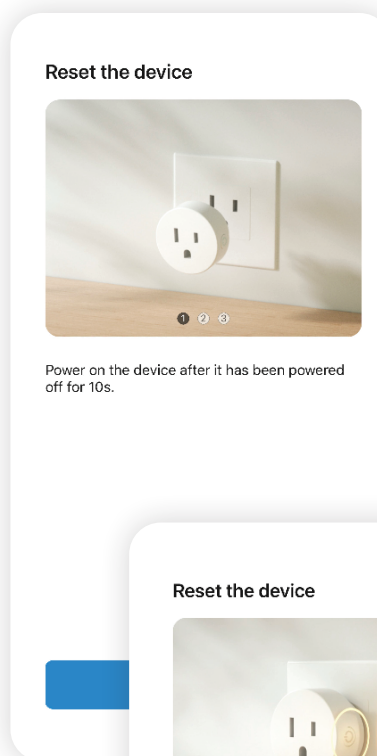 Reset the device
1 2 3
Power on the device after it has been powered
off for 10s.
Reset the device